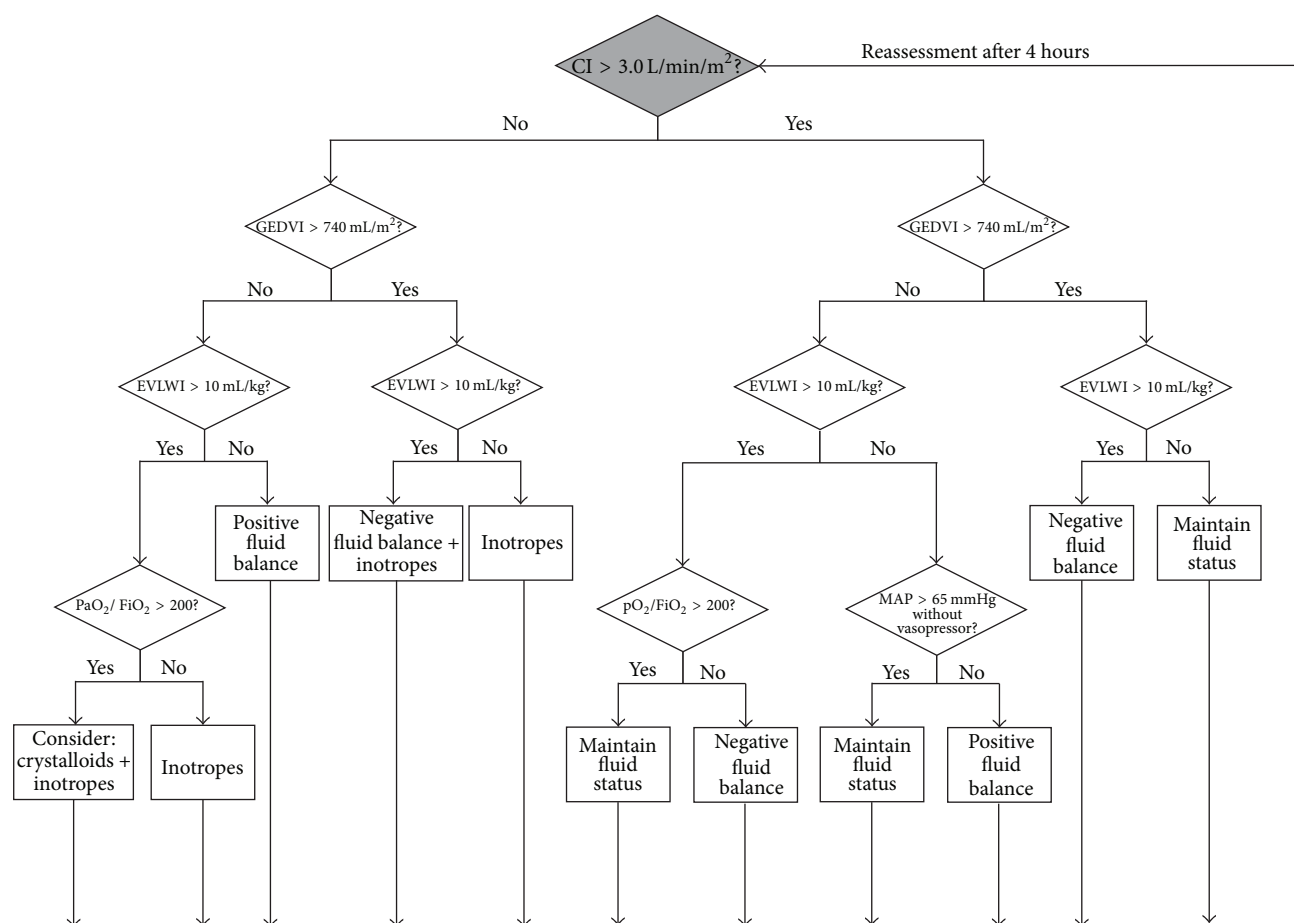 Reassessment after 4 hours
CI > 3.0 L/min/m²?
No
Yes
GEDVI > 740 mL/m²?
GEDVI > 740 mL/m²?
No
Yes
No
Yes
EVLWI > 10 mL/kg?
EVLWI > 10 mL/kg?
EVLWI > 10 mL/kg?
EVLWI > 10 mL/kg?
Yes
No
Yes
No
Yes
No
Yes
No
Positive
fluid
balance
Negative
fluid balance +
inotropes
Inotropes
Negative
fluid
balance
Maintain
fluid
status
PaO₂/ FiO₂ > 200?
pO₂/FiO₂ > 200?
MAP > 65 mmHg
without
vasopressor?
Yes
No
Yes
No
Yes
No
Consider:
crystalloids +
inotropes
Inotropes
Maintain
fluid
status
Negative
fluid
balance
Maintain
fluid
status
Positive
fluid
balance